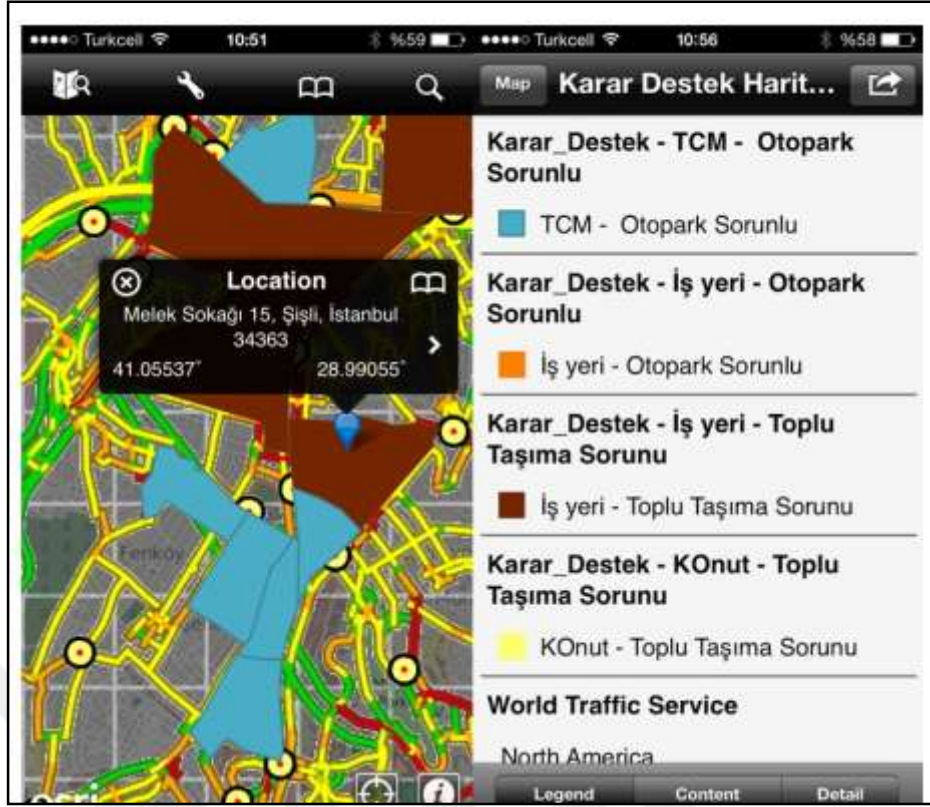 Turkcell 10:51 %59
Location
Melek Sokağı 15, Şişli, İstanbul
34363
41.05537° 28.99055°
Feriköy
esri
Turkcell 10:56 %58
Map Karar Destek Harit...
Karar_Destek - TCM - Otopark
Sorunlu
TCM - Otopark Sorunlu
Karar_Destek - İş yeri - Otopark
Sorunlu
İş yeri - Otopark Sorunlu
Karar_Destek - İş yeri - Toplu
Taşıma Sorunu
İş yeri - Toplu Taşıma Sorunu
Karar_Destek - KOnut - Toplu
Taşıma Sorunu
KOnut - Toplu Taşıma Sorunu
World Traffic Service
North America
Legend Content Detail